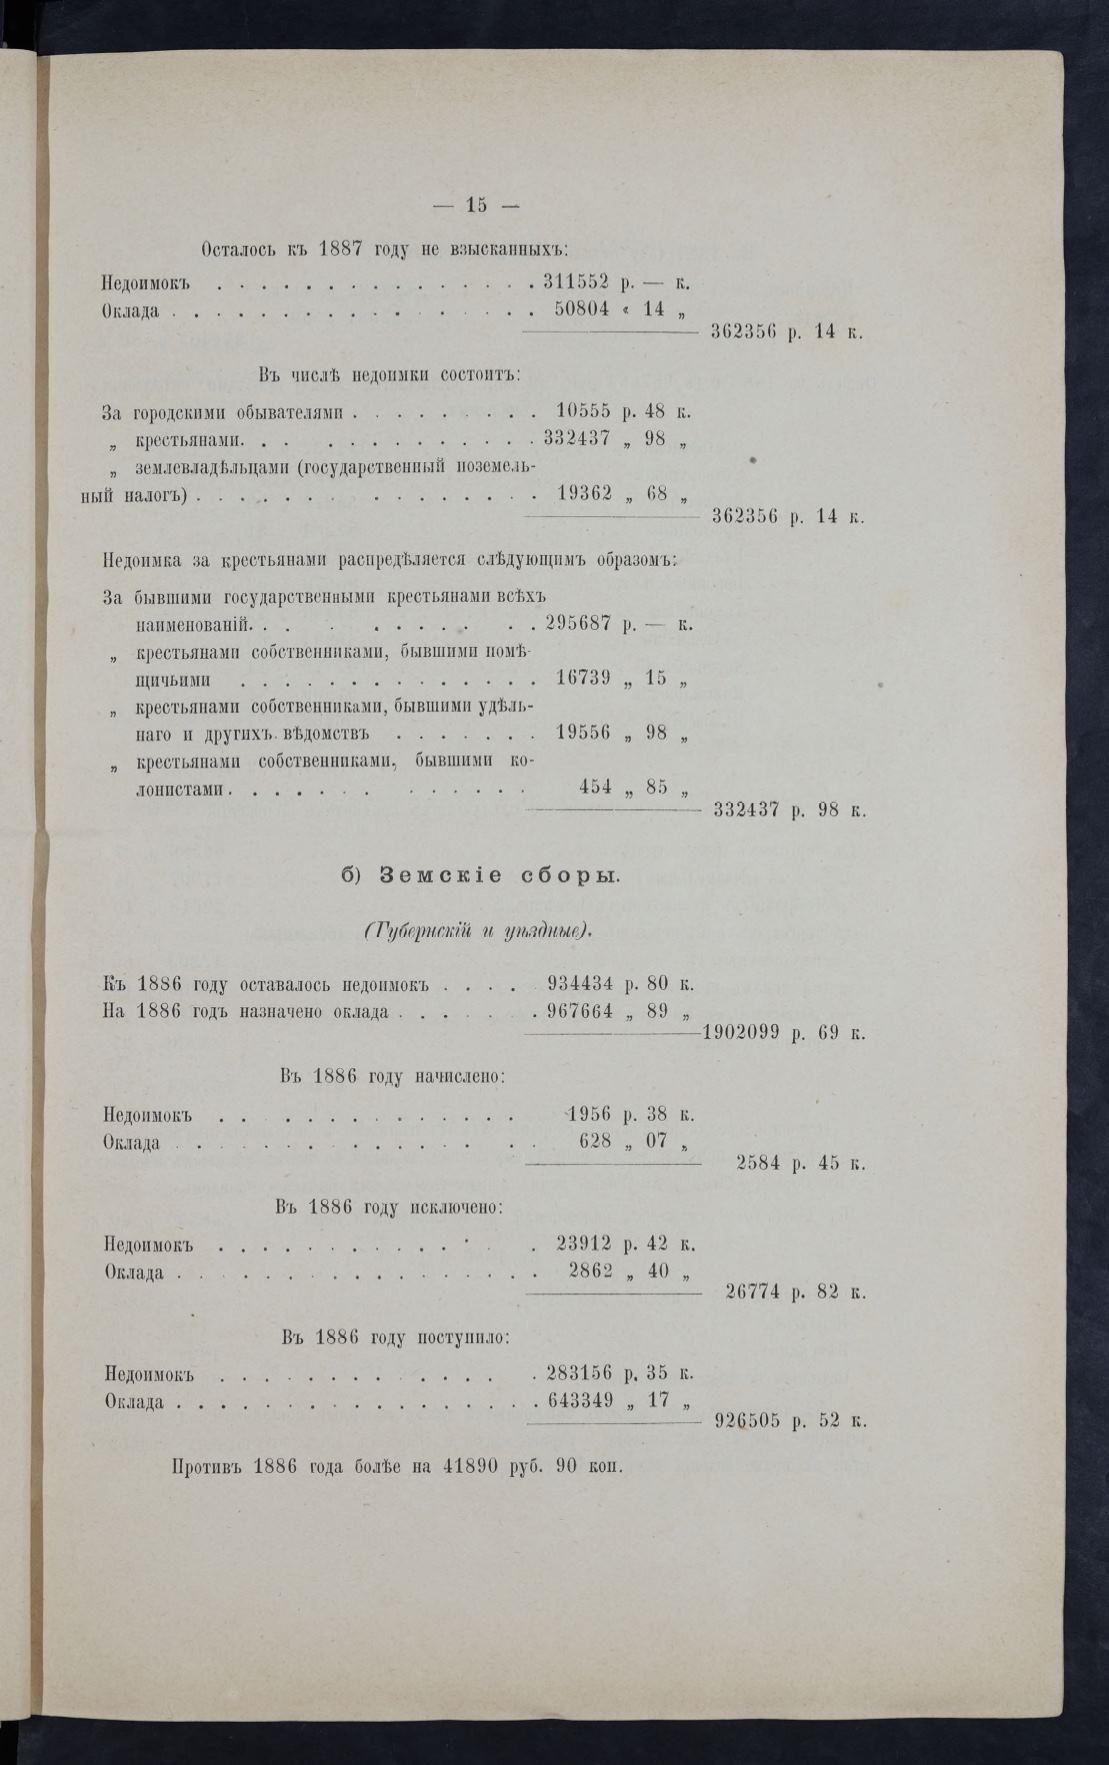 — 15 —
Осталось къ 1887 году не взысканныхъ:
Недоимокъ . . . . . . . . . . . . . . . 311552 р. — к.
Оклада . . . . . . . . . . . . . . . . . 50804 « 14 „
362356 р. 14 к.
Въ числѣ недоимки состоитъ:
За городскими обывателями . . . . . . . . . 10555 р. 48 к.
„ крестьянами. . . . . . . . . . . . . 332437 „ 98 „
„ землевладѣльцами (государственный поземель-
ный налогъ) . . . . . . . . . . . . . . . 19362 „ 68 „
362356 р. 14 к.
Недоимка за крестьянами распредѣляется слѣдующимъ образомъ:
За бывшими государственными крестьянами всѣхъ
наименованій. . . . . . . . . . . 295687 р. — к.
„ крестьянами собственниками, бывшими помѣ-
щичьими . . . . . . . . . . . . . . 16739 „ 15 „
„ крестьянами собственниками, бывшими удѣль-
наго и другихъ вѣдомствъ . . . . . . . 19556 „ 98 „
„ крестьянами собственниками, бывшими ко-
лонистами . . . . . . . . . . . . . 454 „ 85 „
332437 р. 98 к.
б) Земскіе сборы.
(Губернскій и уѣздные).
Къ 1886 году оставалось недоимокъ . . . . 934434 р. 80 к.
На 1886 годъ назначено оклада . . . . . . . 967664 „ 89 „
1902099 р. 69 к.
Въ 1886 году начислено:
Недоимокъ . . . . . . . . . . . . . 1956 р. 38 к.
Оклада . . . . . . . . . . . . . . . 628 „ 07 „
2584 р. 45 к.
Въ 1886 году исключено:
Недоимокъ . . . . . . . . . . . . . 23912 р. 42 к.
Оклада . . . . . . . . . . . . . . . . . 2862 „ 40 „
26774 р. 82 к.
Въ 1886 году поступило:
Недоимокъ . . . . . . . . . . . . . . 283156 р. 35 к.
Оклада . . . . . . . . . . . . . . . . . 643349 „ 17 „
926505 р. 52 к.
Противъ 1886 года болѣе на 41890 руб. 90 коп.